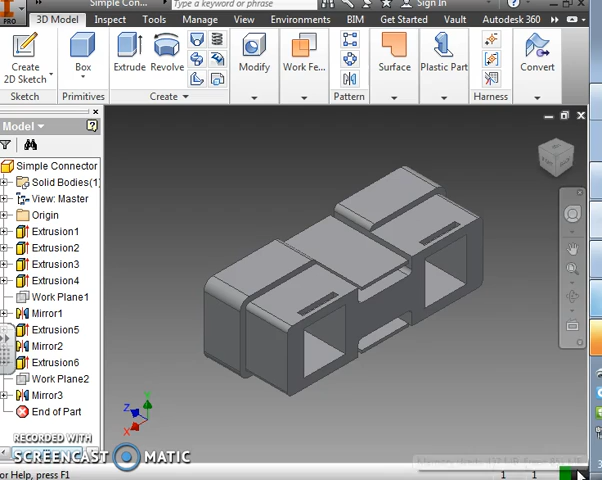 Simple Con...
Type a keyword or phrase
Sign In
PRO
3D Model Inspect Tools Manage View Environments BIM Get Started Vault Autodesk 360
Create
2D Sketch
Box
Extrude
Revolve
Modify
Work Fe...
Surface
Plastic Part
Convert
Sketch
Primitives
Create
Pattern
Harness
Model
Simple Connector
Solid Bodies(1)
View: Master
Origin
Extrusion1
Extrusion2
Extrusion3
Extrusion4
Work Plane1
Mirror1
Extrusion5
Mirror2
Extrusion6
Work Plane2
Mirror3
End of Part
Z
Y
X
RECORDED WITH
SCREENCAST MATIC
or Help, press F1
1 1